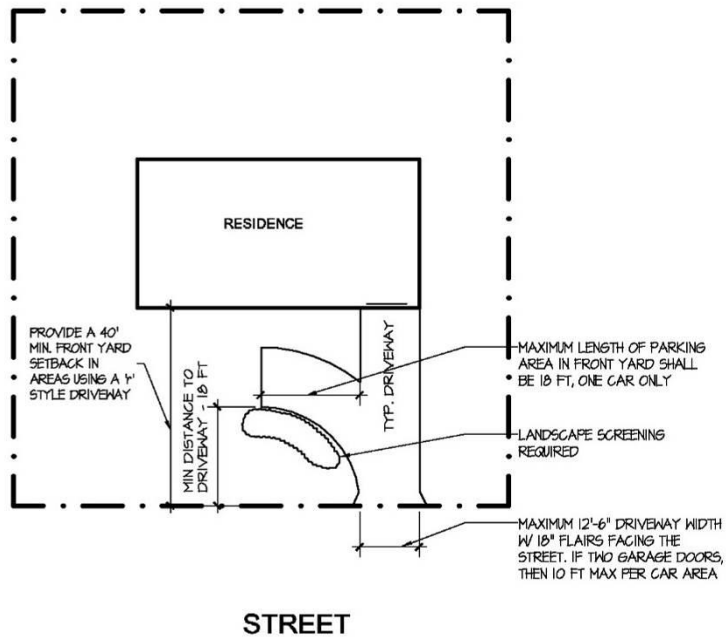 RESIDENCE
PROVIDE A 40'
MIN. FRONT YARD
SETBACK IN
AREAS USING A 'Y'
STYLE DRIVEWAY
MIN DISTANCE TO
DRIVEWAY - 18 FT
TYP. DRIVEWAY
MAXIMUM LENGTH OF PARKING
AREA IN FRONT YARD SHALL
BE 18 FT, ONE CAR ONLY
LANDSCAPE SCREENING
REQUIRED
MAXIMUM 12'-6" DRIVEWAY WIDTH
W/ 18" FLAIRS FACING THE
STREET. IF TWO GARAGE DOORS,
THEN 10 FT MAX PER CAR AREA
STREET